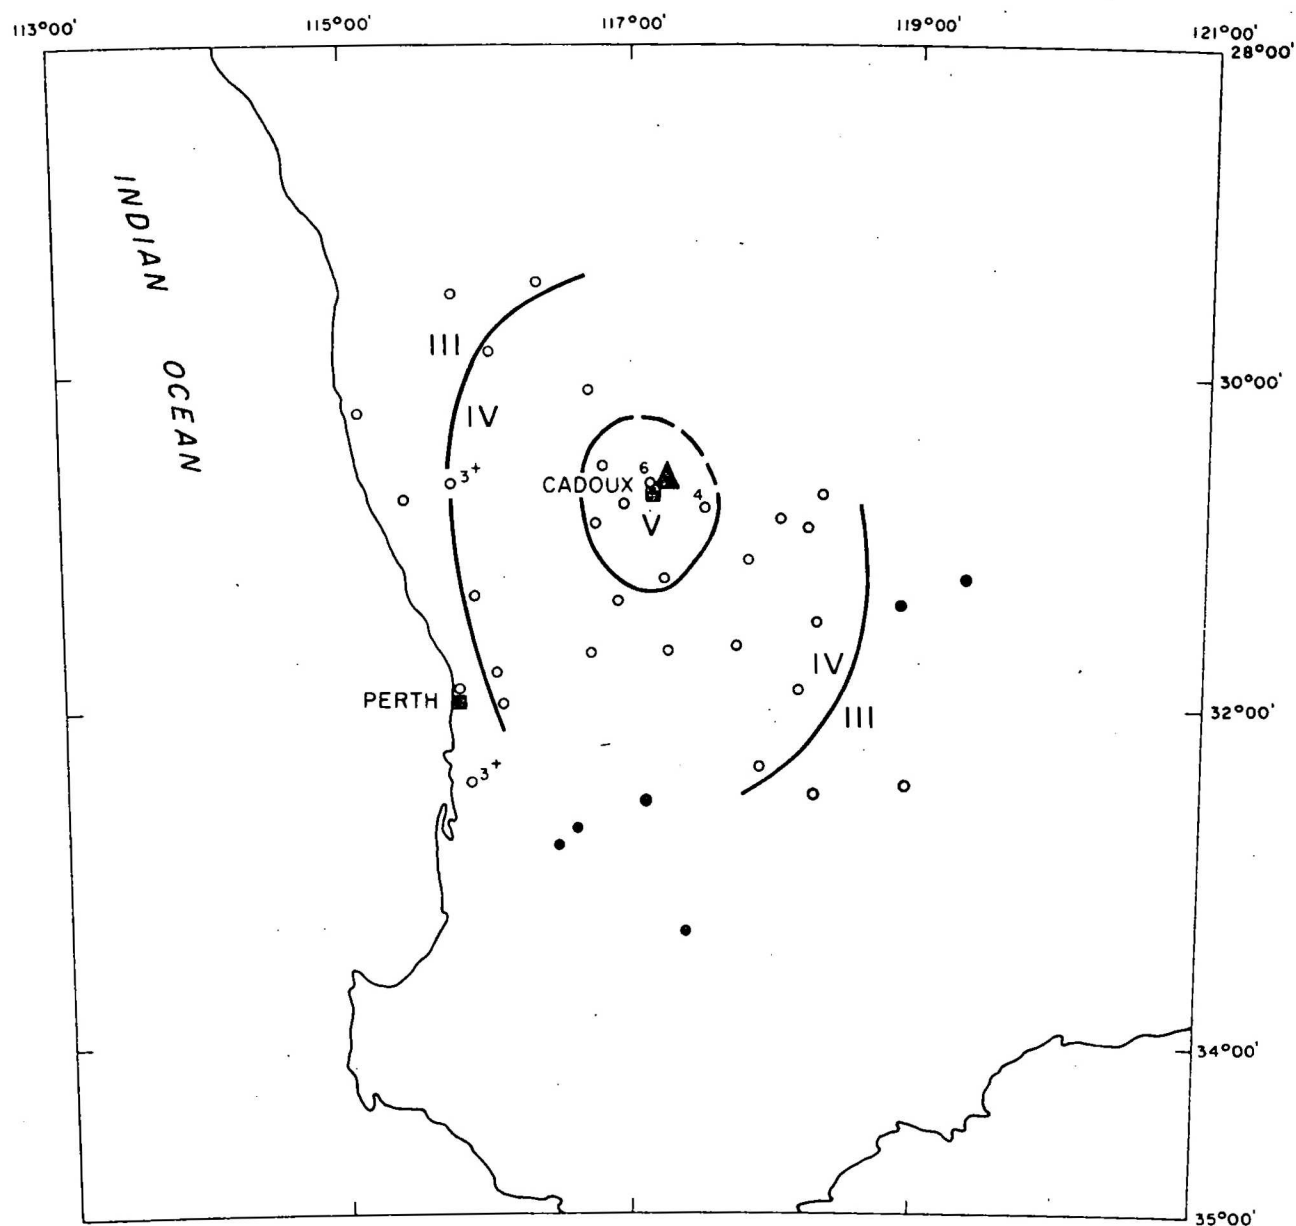 113°00' 115°00' 117°00' 119°00' 121°00'
28°00'
INDIAN OCEAN
III
30°00'
IV
3+
6
CADOUX
4
V
IV
PERTH
III
32°00'
3+
34°00'
35°00'